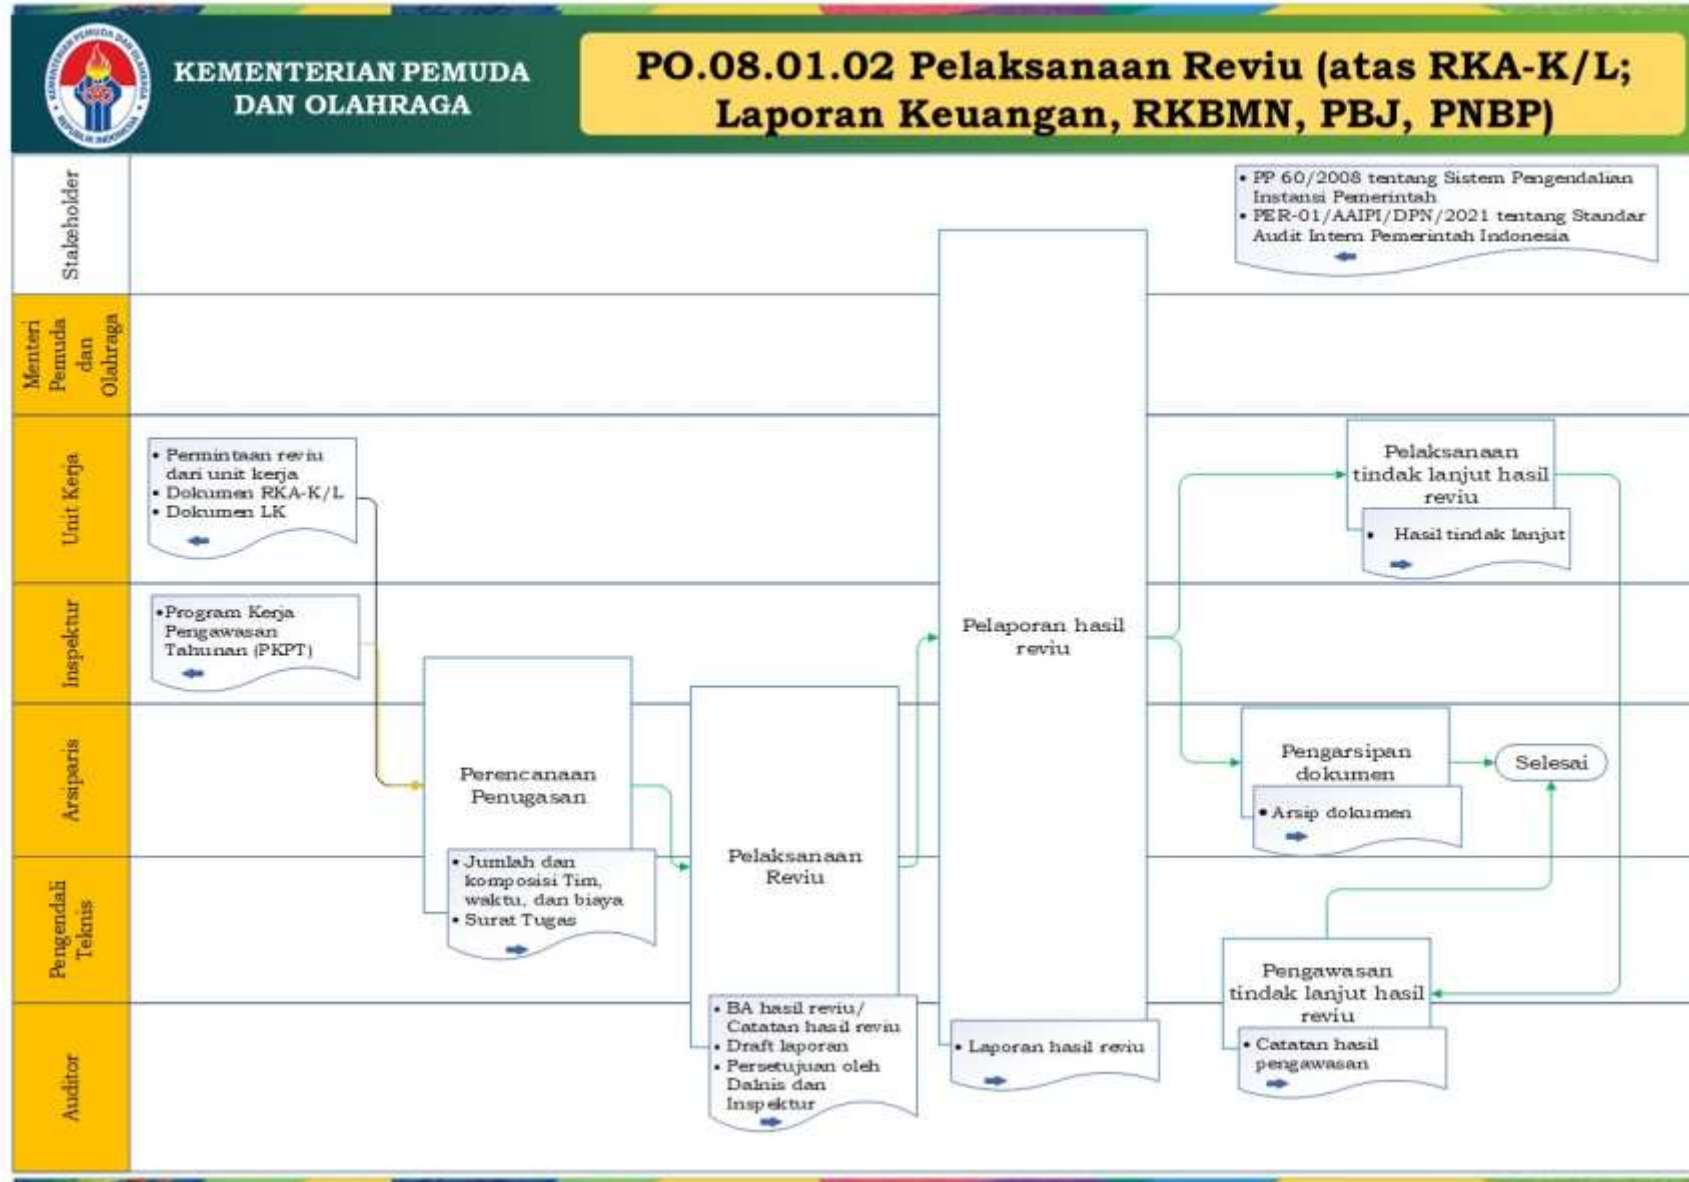 KEMENTERIAN PEMUDA DAN OLAHRAGA
REPUBLIK INDONESIA
KEMENTERIAN PEMUDA
DAN OLAHRAGA
PO.08.01.02 Pelaksanaan Reviu (atas RKA-K/L;
Laporan Keuangan, RKBMN, PBJ, PNBP)
Stakeholder
• PP 60/2008 tentang Sistem Pengendalian
Instansi Pemerintah
• PER-01/AAIPI/DPN/2021 tentang Standar
Audit Intern Pemerintah Indonesia
Menteri
Pemuda
dan
Olahraga
Unit Kerja
• Permintaan reviu
dari unit kerja
• Dokumen RKA-K/L
• Dokumen LK
Pelaksanaan
tindak lanjut hasil
reviu
• Hasil tindak lanjut
Inspektur
• Program Kerja
Pengawasan
Tahunan (PKPT)
Pelaporan hasil
reviu
Arsiparis
Perencanaan
Penugasan
Pengarsipan
dokumen
• Arsip dokumen
Selesai
Pengendali
Teknis
• Jumlah dan
komposisi Tim,
waktu, dan biaya
• Surat Tugas
Pelaksanaan
Reviu
Pengawasan
tindak lanjut hasil
reviu
Auditor
• BA hasil reviu/
Catatan hasil reviu
• Draft laporan
• Persetujuan oleh
Dalnis dan
Inspektur
• Laporan hasil reviu
• Catatan hasil
pengawasan